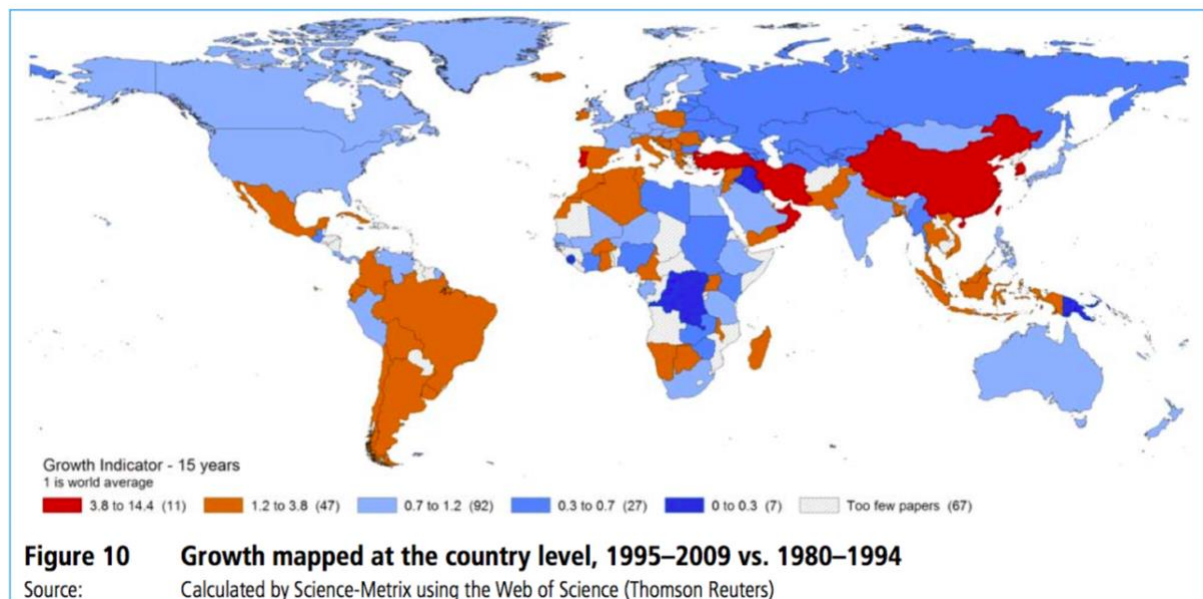 Growth Indicator - 15 years
1 is world average
3.8 to 14.4 (11) 1.2 to 3.8 (47) 0.7 to 1.2 (92) 0.3 to 0.7 (27) 0 to 0.3 (7) Too few papers (67)
Figure 10 Growth mapped at the country level, 1995–2009 vs. 1980–1994
Source: Calculated by Science-Metrix using the Web of Science (Thomson Reuters)